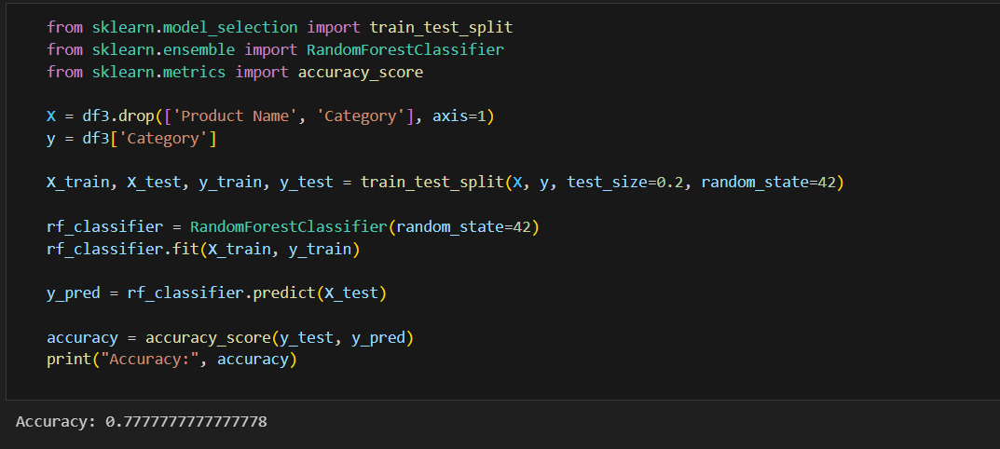 from sklearn.model_selection import train_test_split
from sklearn.ensemble import RandomForestClassifier
from sklearn.metrics import accuracy_score
X = df3.drop(['Product Name', 'Category'], axis=1)
y = df3['Category']
X_train, X_test, y_train, y_test = train_test_split(X, y, test_size=0.2, random_state=42)
rf_classifier = RandomForestClassifier(random_state=42)
rf_classifier.fit(X_train, y_train)
y_pred = rf_classifier.predict(X_test)
accuracy = accuracy_score(y_test, y_pred)
print("Accuracy:", accuracy)
Accuracy: 0.7777777777777778